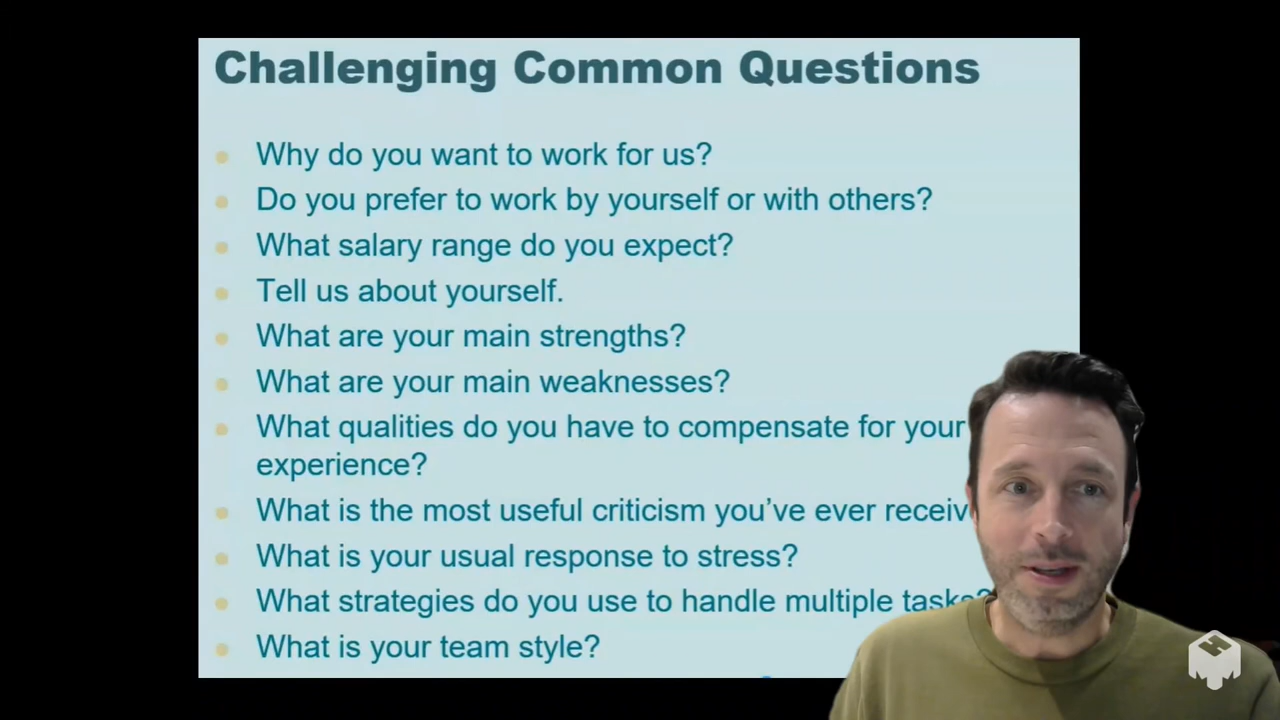 Challenging Common Questions
Why do you want to work for us?
Do you prefer to work by yourself or with others?
What salary range do you expect?
Tell us about yourself.
What are your main strengths?
What are your main weaknesses?
What qualities do you have to compensate for your
experience?
What is the most useful criticism you've ever
What is your usual response to stress?
What strategies do you use to handle multiple tasks?
What is your team style?